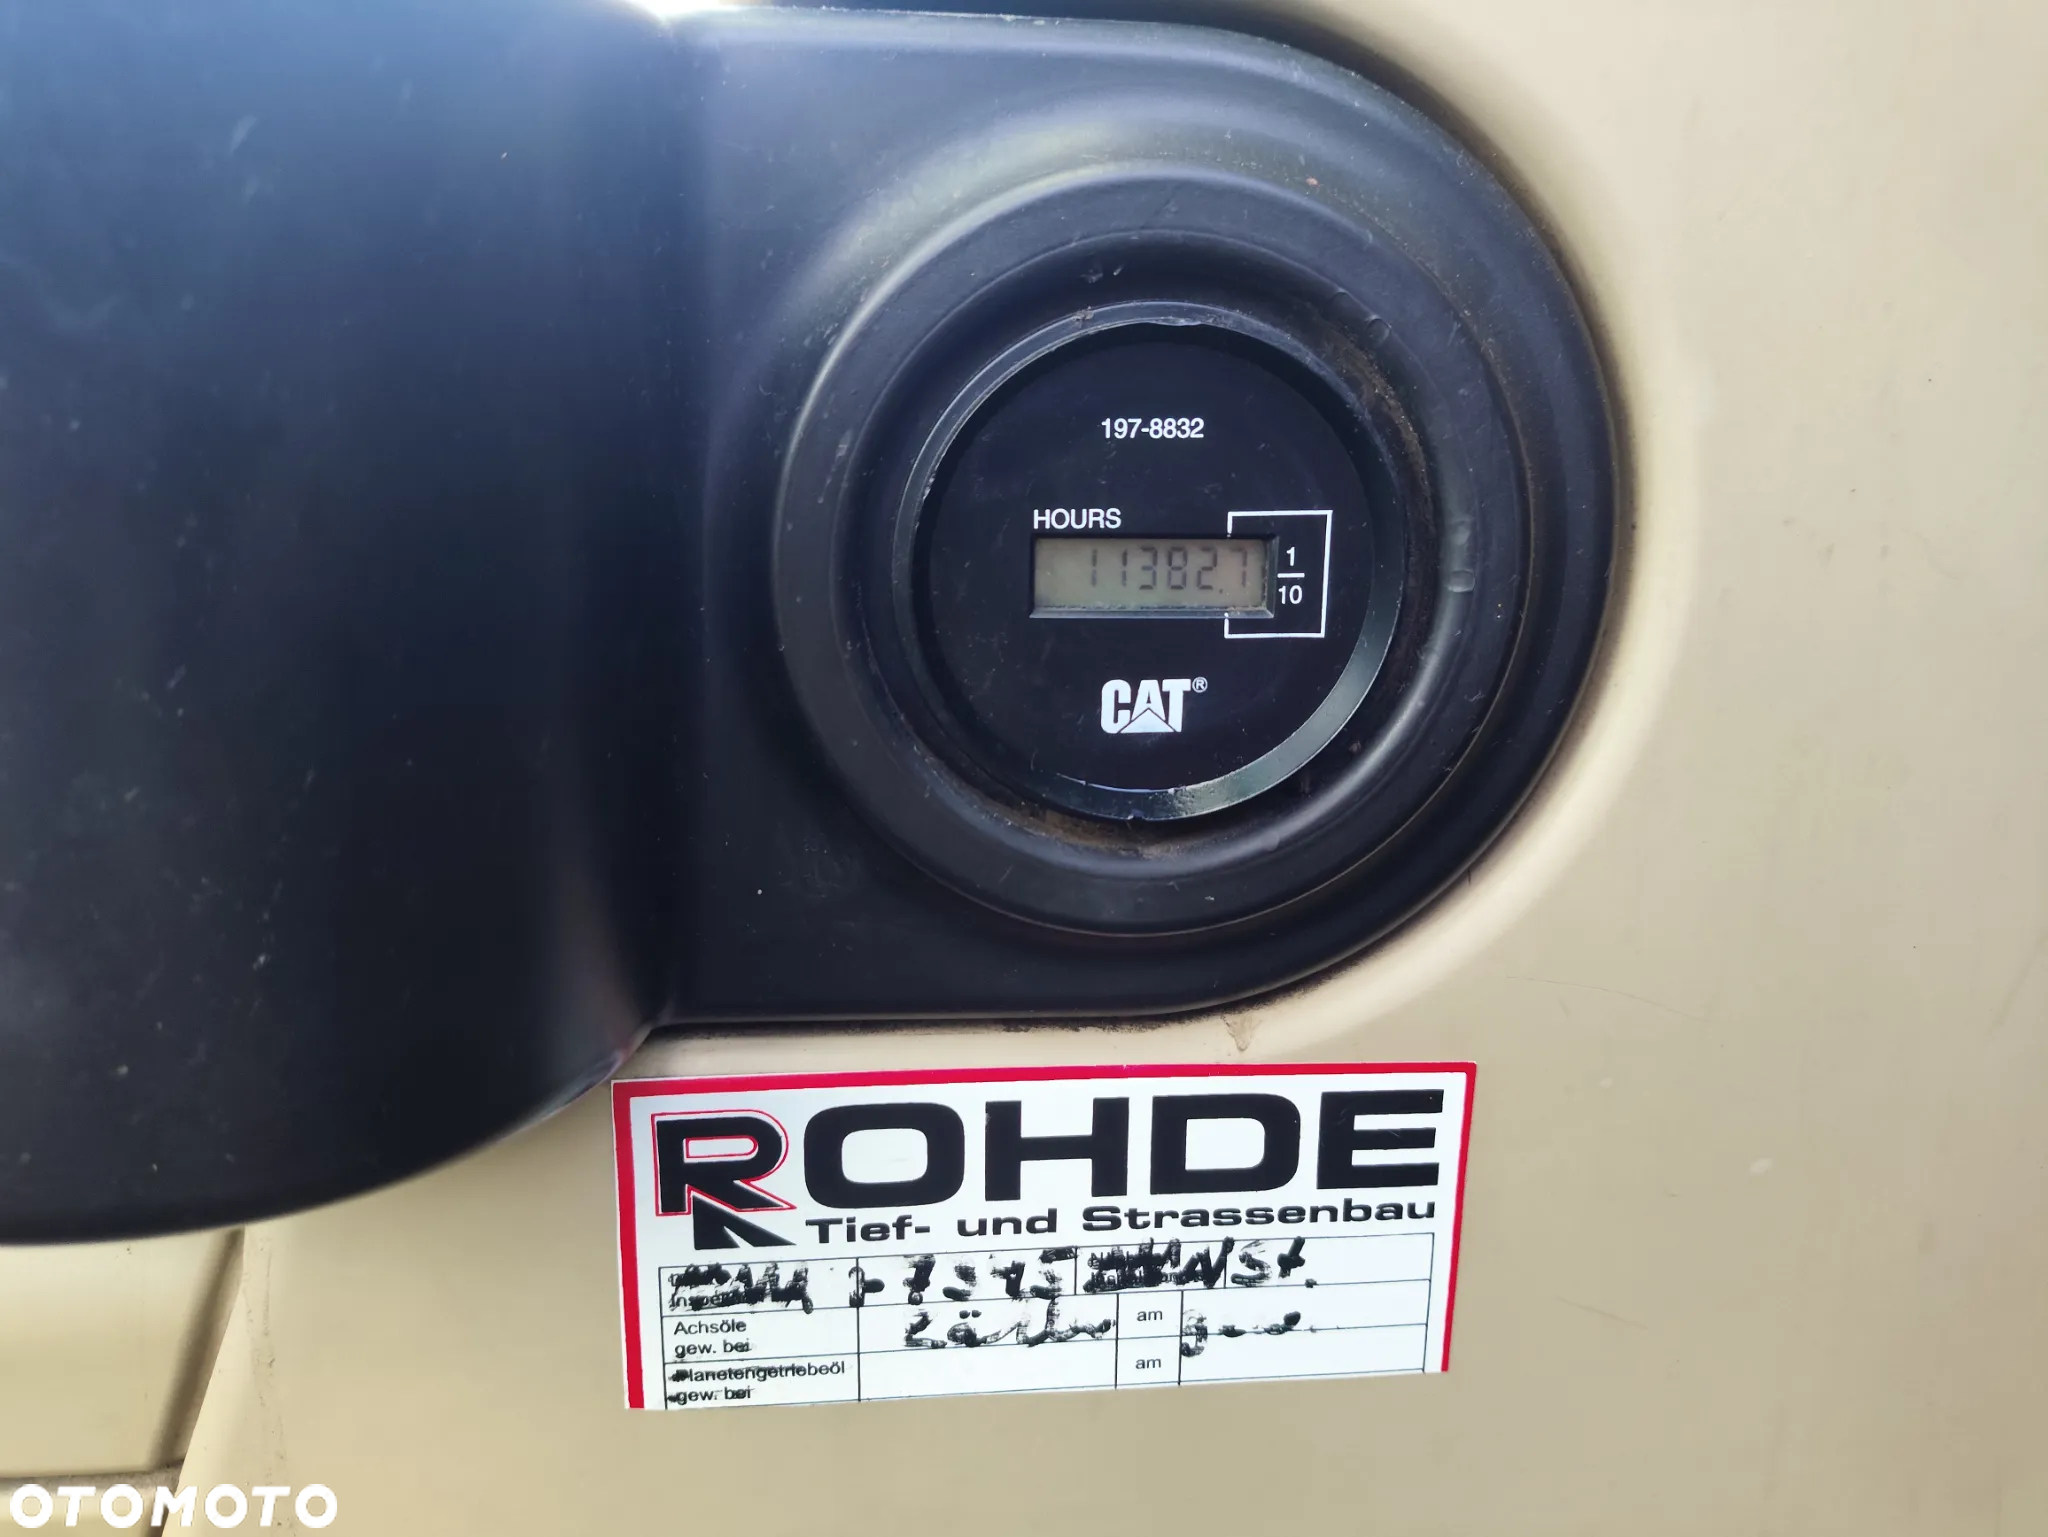 197-8832
HOURS
11382.7
1
10
CAT®
ROHDE
Tief- und Strassenbau
Achsöle
am
gew. bei
Planetengetriebeöl
am
gew. bei
OTOMOTO